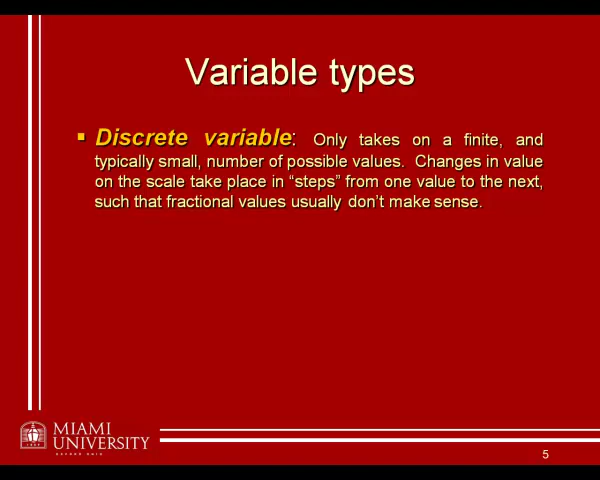 Variable types
▪ Discrete variable: Only takes on a finite, and
typically small, number of possible values. Changes in value
on the scale take place in “steps” from one value to the next,
such that fractional values usually don’t make sense.
MIAMI
UNIVERSITY
OXFORD OHIO
5